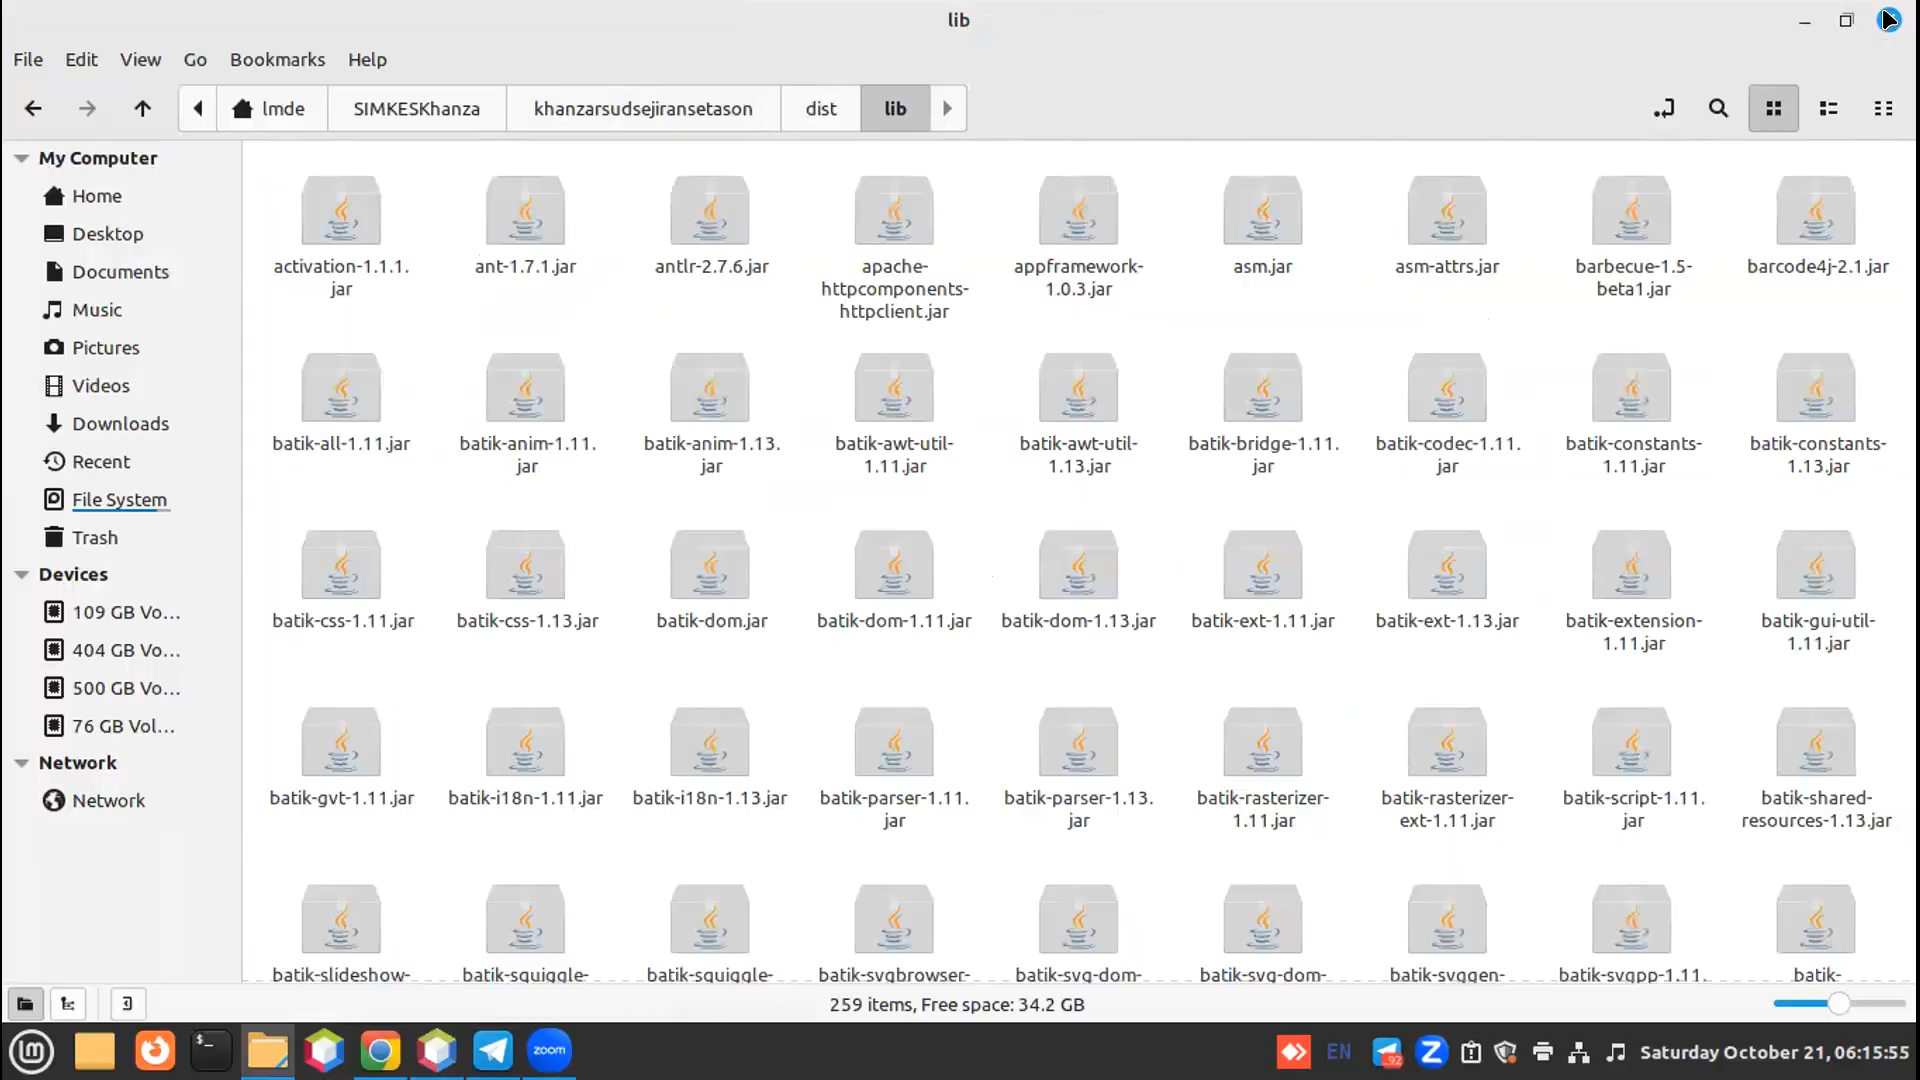 lib
File Edit View Go Bookmarks Help
lmde SIMKESKhanza khanzarsudsejiransetason dist lib
My Computer
Home
Desktop
Documents
Music
Pictures
Videos
Downloads
Recent
File System
Trash
Devices
109 GB Vo...
404 GB Vo...
500 GB Vo...
76 GB Vol...
Network
Network
activation-1.1.1.
jar
ant-1.7.1.jar
antlr-2.7.6.jar
apache-
httpcomponents-
httpclient.jar
appframework-
1.0.3.jar
asm.jar
asm-attrs.jar
barbecue-1.5-
beta1.jar
barcode4j-2.1.jar
batik-all-1.11.jar
batik-anim-1.11.
jar
batik-anim-1.13.
jar
batik-awt-util-
1.11.jar
batik-awt-util-
1.13.jar
batik-bridge-1.11.
jar
batik-codec-1.11.
jar
batik-constants-
1.11.jar
batik-constants-
1.13.jar
batik-css-1.11.jar
batik-css-1.13.jar
batik-dom.jar
batik-dom-1.11.jar
batik-dom-1.13.jar
batik-ext-1.11.jar
batik-ext-1.13.jar
batik-extension-
1.11.jar
batik-gui-util-
1.11.jar
batik-gvt-1.11.jar
batik-i18n-1.11.jar
batik-i18n-1.13.jar
batik-parser-1.11.
jar
batik-parser-1.13.
jar
batik-rasterizer-
1.11.jar
batik-rasterizer-
ext-1.11.jar
batik-script-1.11.
jar
batik-shared-
resources-1.13.jar
batik-slideshow-
batik-squiggle-
batik-squiggle-
batik-svgbrowser-
batik-svg-dom-
batik-svg-dom-
batik-svggen-
batik-svgpp-1.11.
batik-
259 items, Free space: 34.2 GB
zoom
EN
92
Saturday October 21, 06:15:55